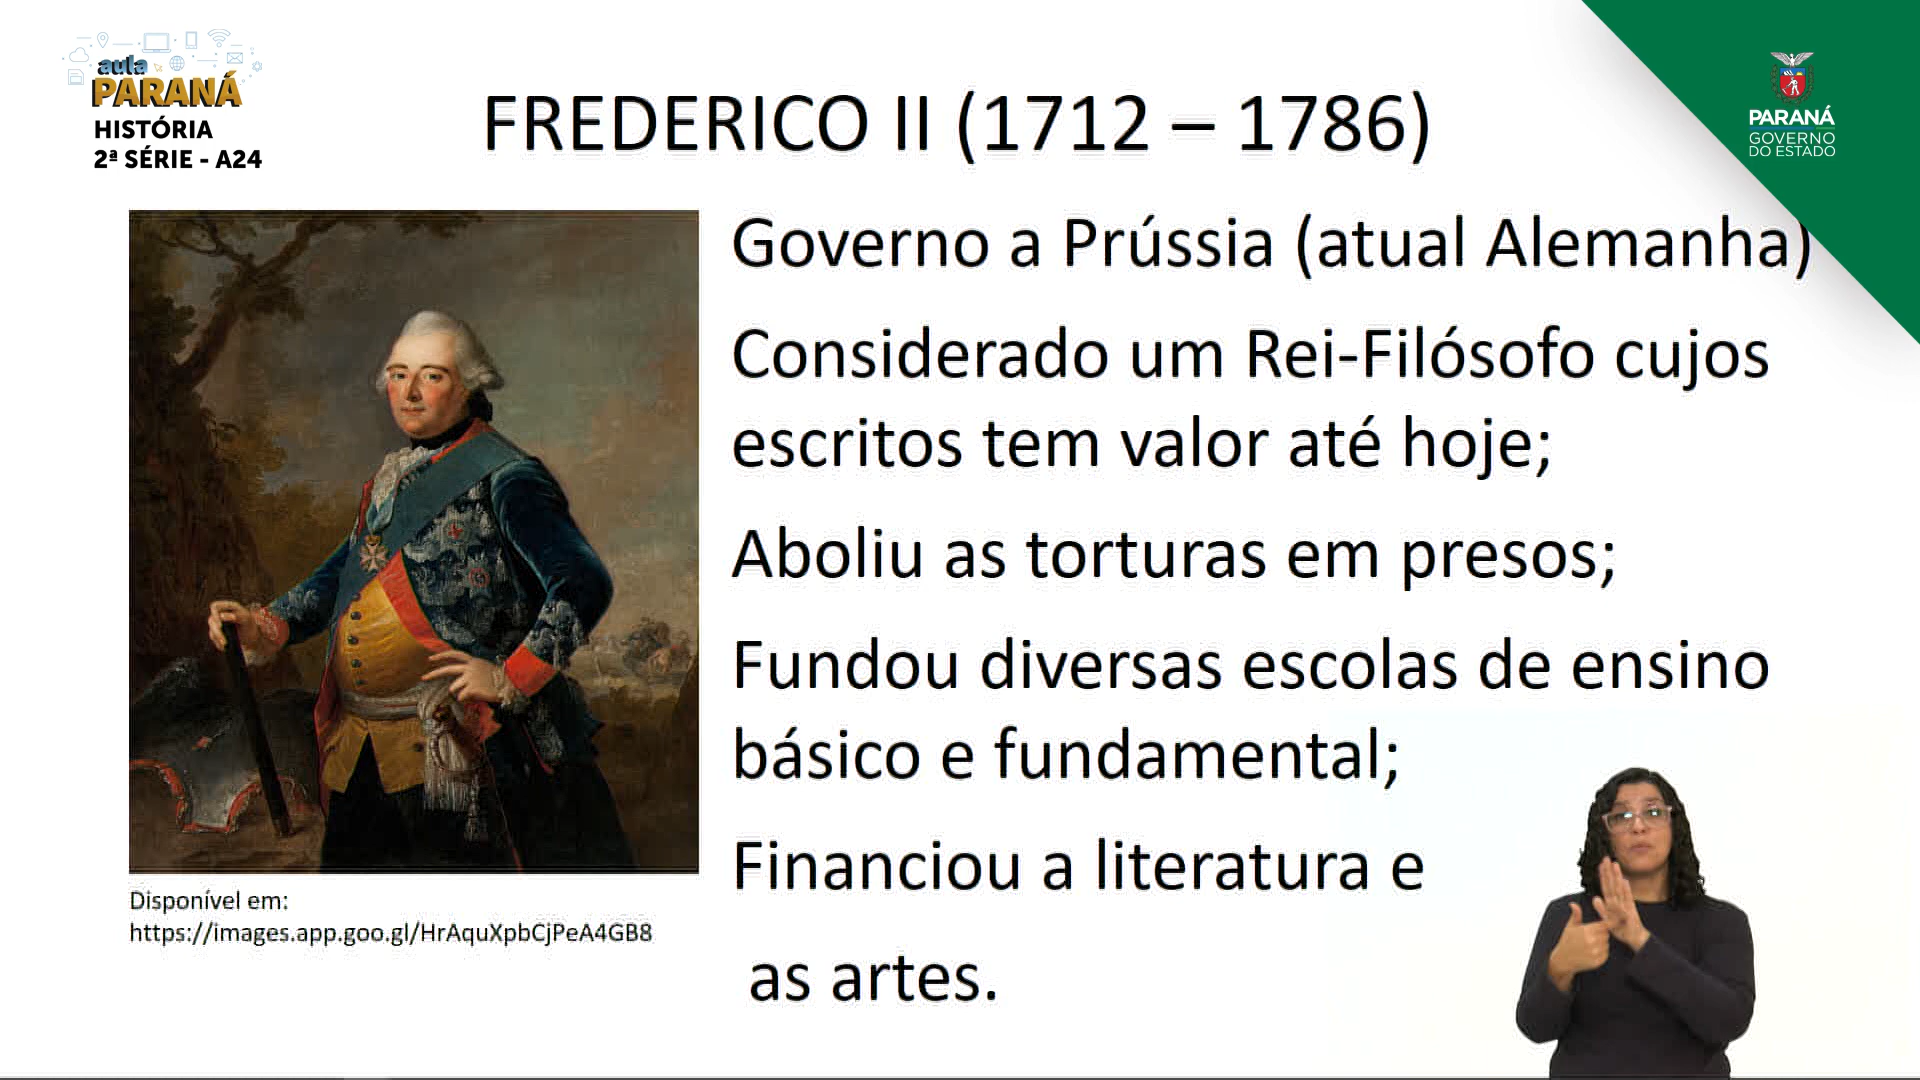 aula
PARANÁ
HISTÓRIA
2ª SÉRIE - A24
FREDERICO II (1712 – 1786)
PARANÁ
GOVERNO
DO ESTADO
Governo a Prússia (atual Alemanha)
Considerado um Rei-Filósofo cujos
escritos tem valor até hoje;
Aboliu as torturas em presos;
Fundou diversas escolas de ensino
básico e fundamental;
Financiou a literatura e
as artes.
Disponível em:
https://images.app.goo.gl/HrAquXpbCjPeA4GB8